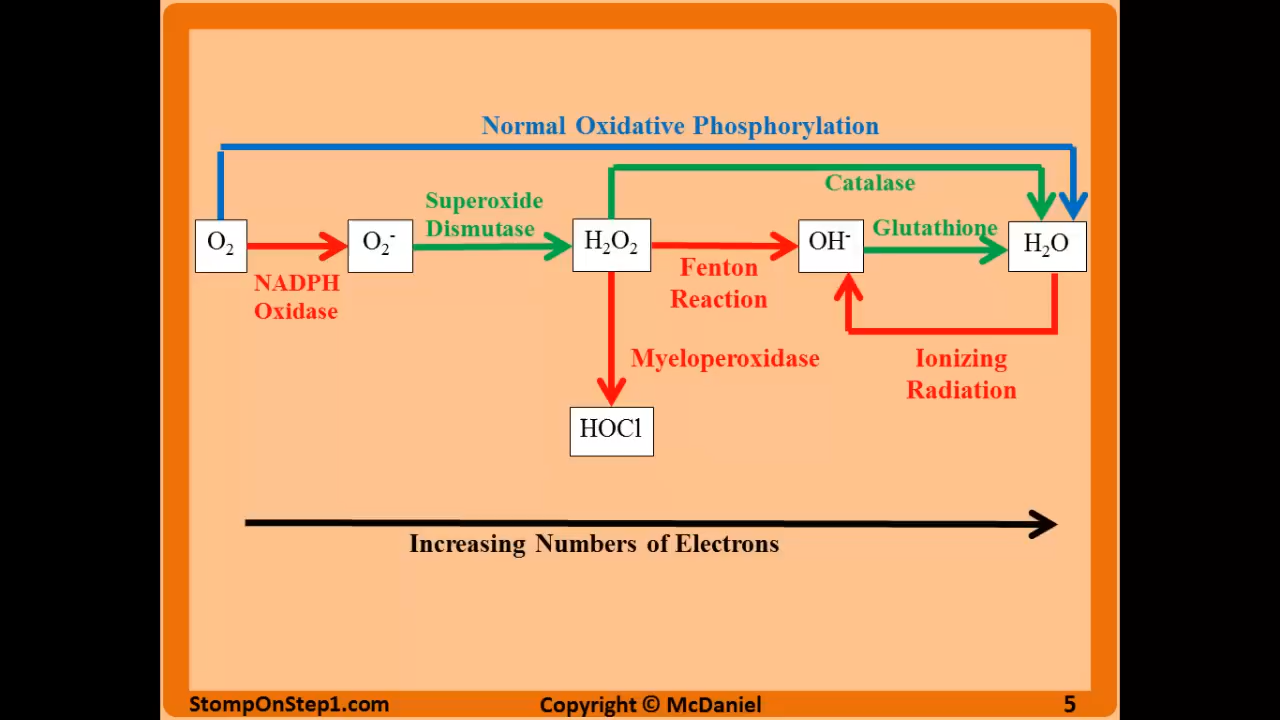 Normal Oxidative Phosphorylation
Catalase
Superoxide
Dismutase
Glutathione
O₂
O₂⁻
H₂O₂
OH⁻
H₂O
NADPH
Oxidase
Fenton
Reaction
Myeloperoxidase
Ionizing
Radiation
HOCl
Increasing Numbers of Electrons
StompOnStep1.com
Copyright © McDaniel
5